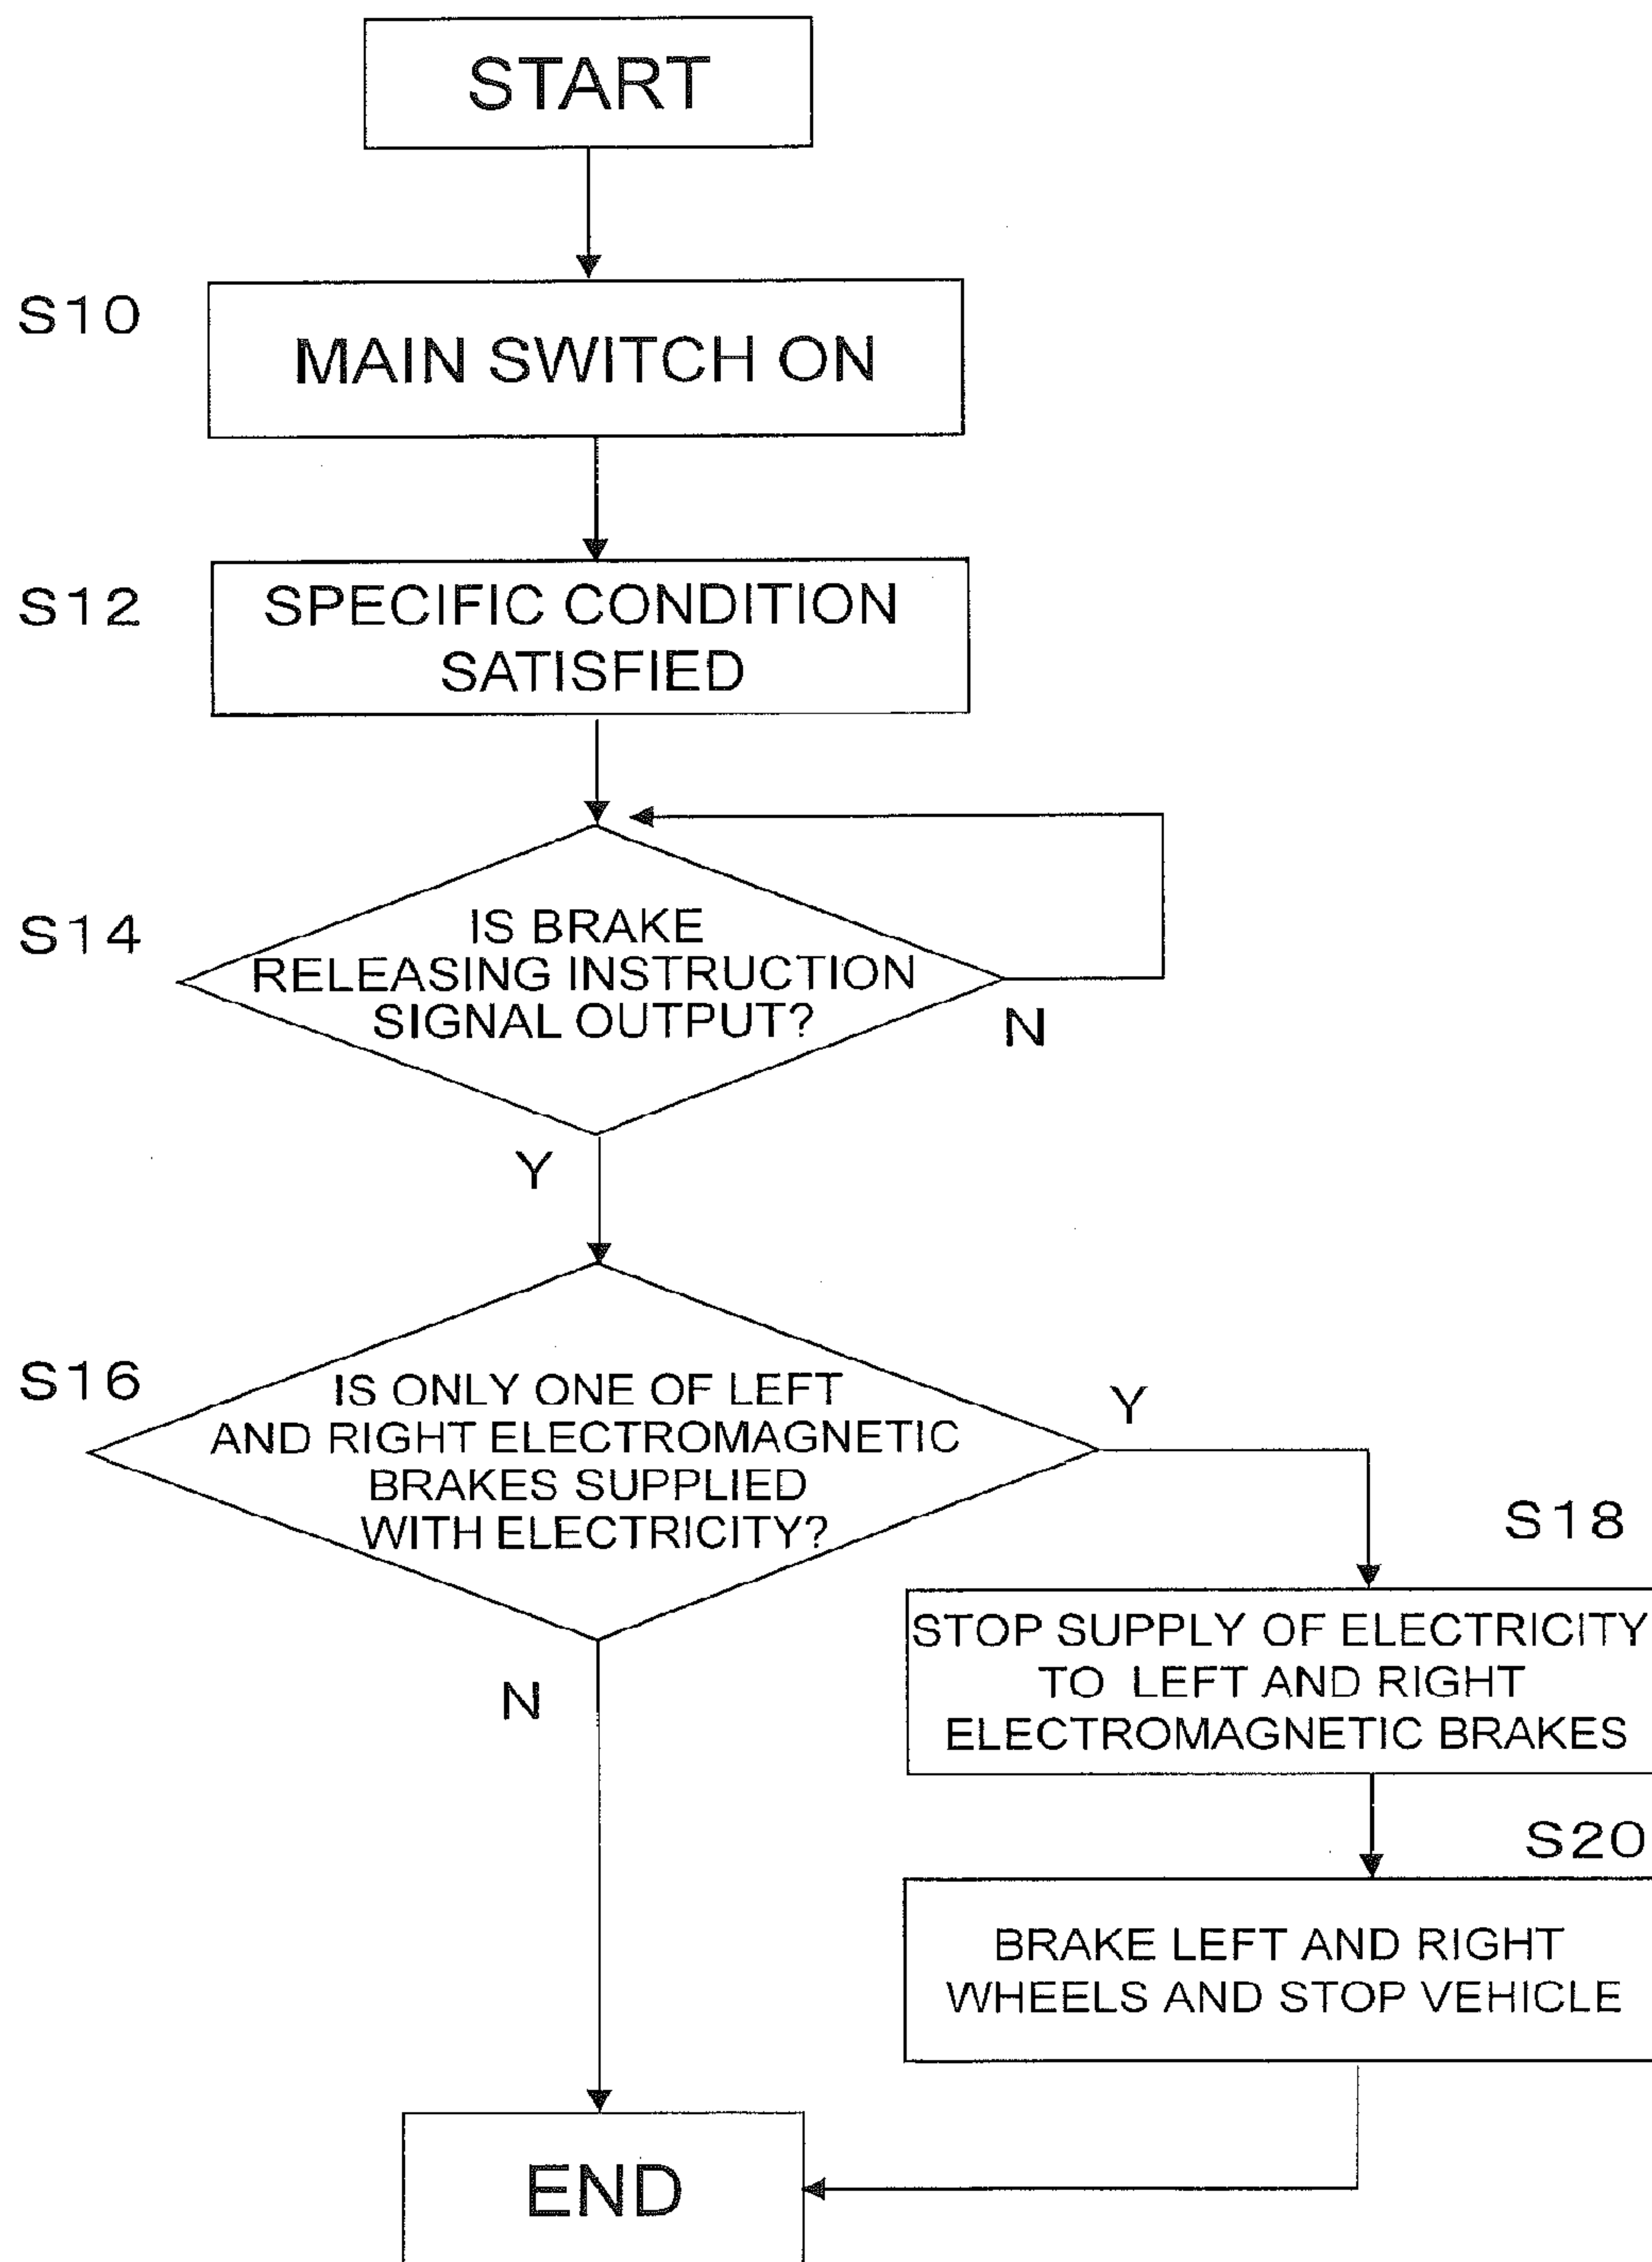 START
S10
MAIN SWITCH ON
S12
SPECIFIC CONDITION
SATISFIED
S14
IS BRAKE
RELEASING INSTRUCTION
SIGNAL OUTPUT?
N
Y
S16
IS ONLY ONE OF LEFT
AND RIGHT ELECTROMAGNETIC
BRAKES SUPPLIED
WITH ELECTRICITY?
Y
N
S18
STOP SUPPLY OF ELECTRICITY
TO LEFT AND RIGHT
ELECTROMAGNETIC BRAKES
S20
BRAKE LEFT AND RIGHT
WHEELS AND STOP VEHICLE
END